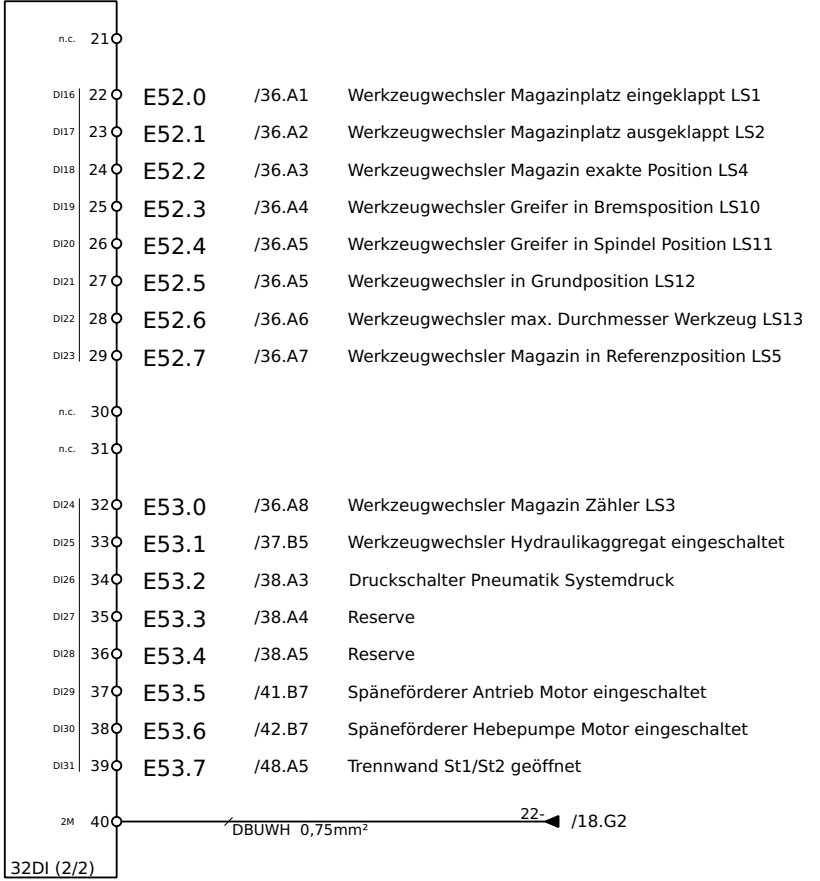 n.c. 21
DI16 22 E52.0 /36.A1 Werkzeugwechsler Magazinplatz eingeklappt LS1
DI17 23 E52.1 /36.A2 Werkzeugwechsler Magazinplatz ausgeklappt LS2
DI18 24 E52.2 /36.A3 Werkzeugwechsler Magazin exakte Position LS4
DI19 25 E52.3 /36.A4 Werkzeugwechsler Greifer in Bremsposition LS10
DI20 26 E52.4 /36.A5 Werkzeugwechsler Greifer in Spindel Position LS11
DI21 27 E52.5 /36.A5 Werkzeugwechsler in Grundposition LS12
DI22 28 E52.6 /36.A6 Werkzeugwechsler max. Durchmesser Werkzeug LS13
DI23 29 E52.7 /36.A7 Werkzeugwechsler Magazin in Referenzposition LS5
n.c. 30
n.c. 31
DI24 32 E53.0 /36.A8 Werkzeugwechsler Magazin Zähler LS3
DI25 33 E53.1 /37.B5 Werkzeugwechsler Hydraulikaggregat eingeschaltet
DI26 34 E53.2 /38.A3 Druckschalter Pneumatik Systemdruck
DI27 35 E53.3 /38.A4 Reserve
DI28 36 E53.4 /38.A5 Reserve
DI29 37 E53.5 /41.B7 Späneförderer Antrieb Motor eingeschaltet
DI30 38 E53.6 /42.B7 Späneförderer Hebepumpe Motor eingeschaltet
DI31 39 E53.7 /48.A5 Trennwand St1/St2 geöffnet
2M 40 22- /18.G2
DBUWH 0,75mm²
32DI (2/2)